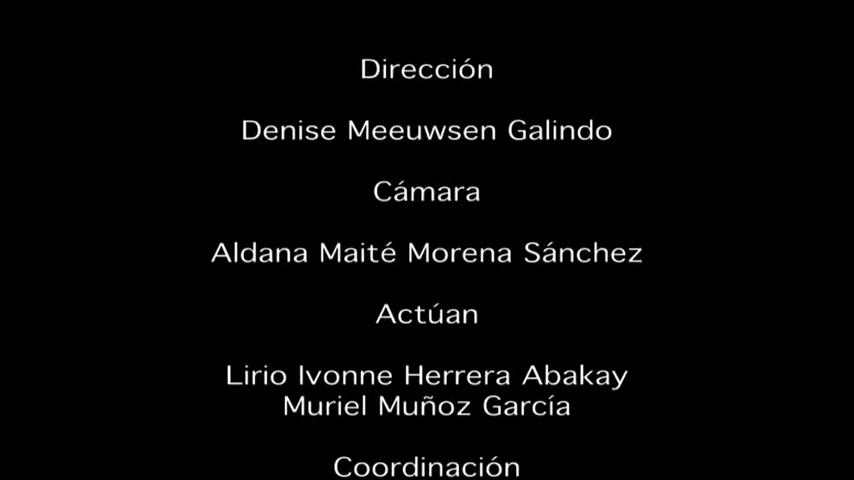 Dirección
Denise Meeuwsen Galindo
Cámara
Aldana Maité Morena Sánchez
Actúan
Lirio Ivonne Herrera Abakay
Muriel Muñoz García
Coordinación